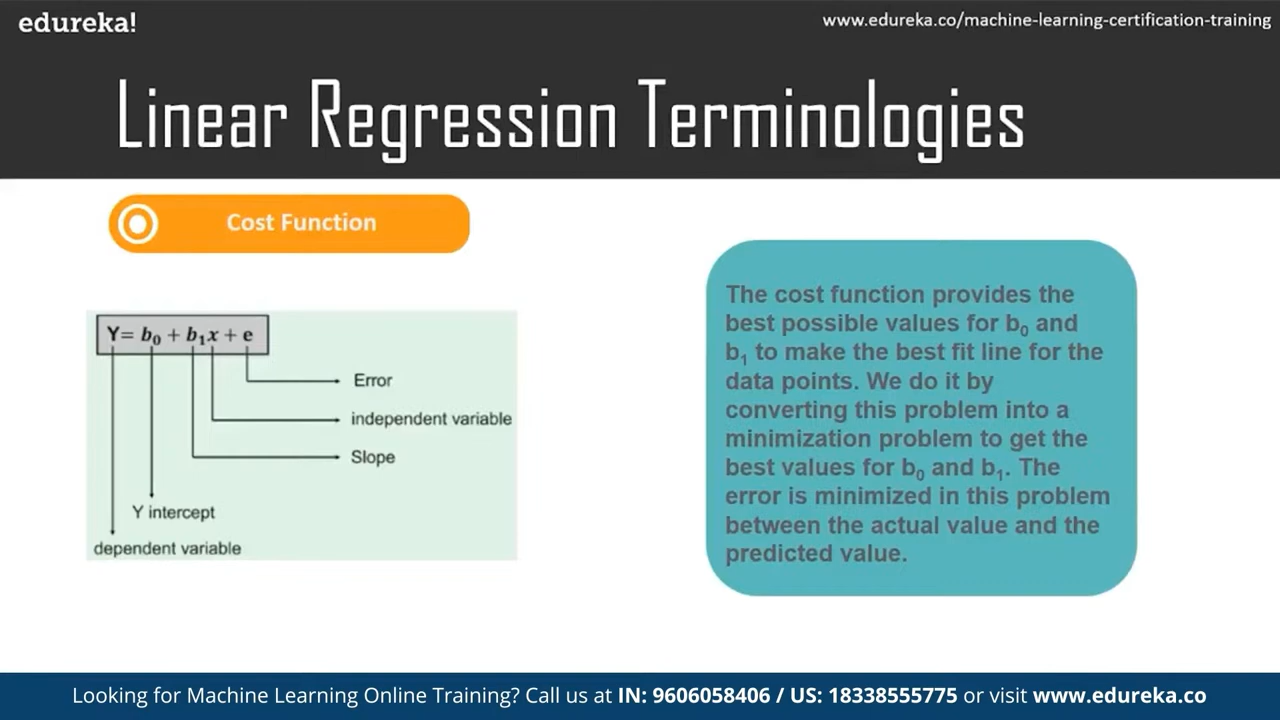 edureka!
www.edureka.co/machine-learning-certification-training
Linear Regression Terminologies
Cost Function
Y= b₀ + b₁x + e
Error
independent variable
Slope
Y intercept
dependent variable
The cost function provides the
best possible values for b₀ and
b₁ to make the best fit line for the
data points. We do it by
converting this problem into a
minimization problem to get the
best values for b₀ and b₁. The
error is minimized in this problem
between the actual value and the
predicted value.
Looking for Machine Learning Online Training? Call us at IN: 9606058406 / US: 18338555775 or visit www.edureka.co